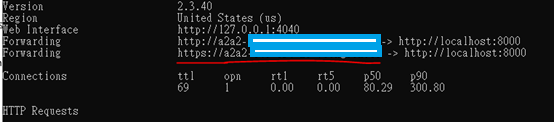 Version 2.3.40
Region United States (us)
Web Interface http://127.0.0.1:4040
Forwarding http://a2a2- -> http://localhost:8000
Forwarding https://a2a2- -> http://localhost:8000
Connections ttl opn rt1 rt5 p50 p90
69 1 0.00 0.00 80.29 300.80
HTTP Requests